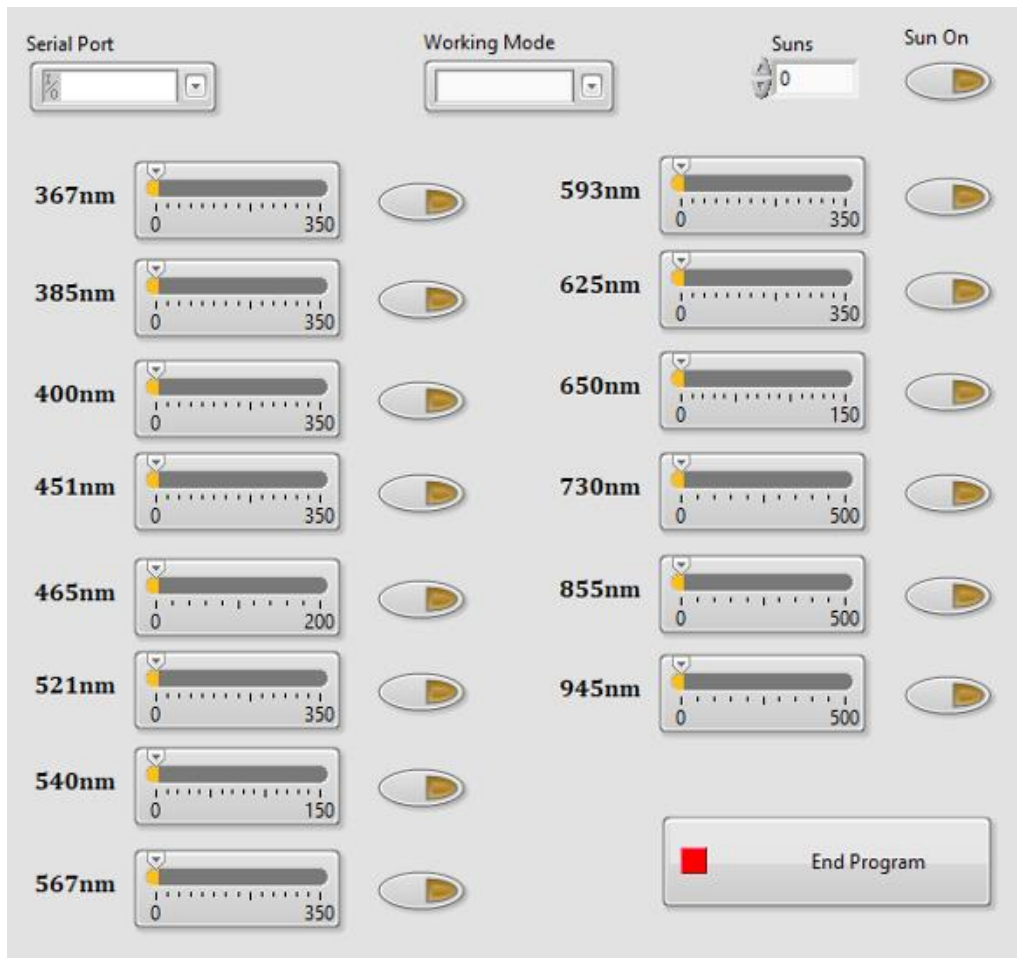 Serial Port
Working Mode
Suns
Sun On
I/O
0
367nm
0 350
385nm
0 350
400nm
0 350
451nm
0 350
465nm
0 200
521nm
0 350
540nm
0 150
567nm
0 350
593nm
0 350
625nm
0 350
650nm
0 150
730nm
0 500
855nm
0 500
945nm
0 500
End Program